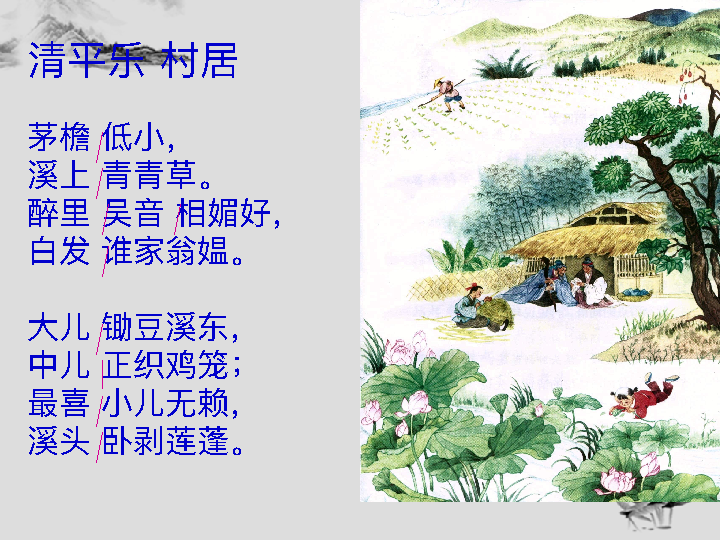 清平乐 村居
茅檐 低小，
溪上 青青草。
醉里 吴音 相媚好，
白发 谁家翁媪。
大儿 锄豆溪东，
中儿 正织鸡笼；
最喜 小儿无赖，
溪头 卧剥莲蓬。